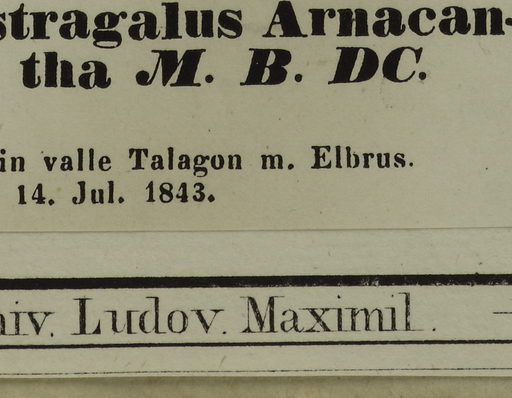 stragalus Arnacan-
tha M. B. DC.
in valle Talagon m. Elbrus.
14. Jul. 1843.
niv. Ludov. Maximil.